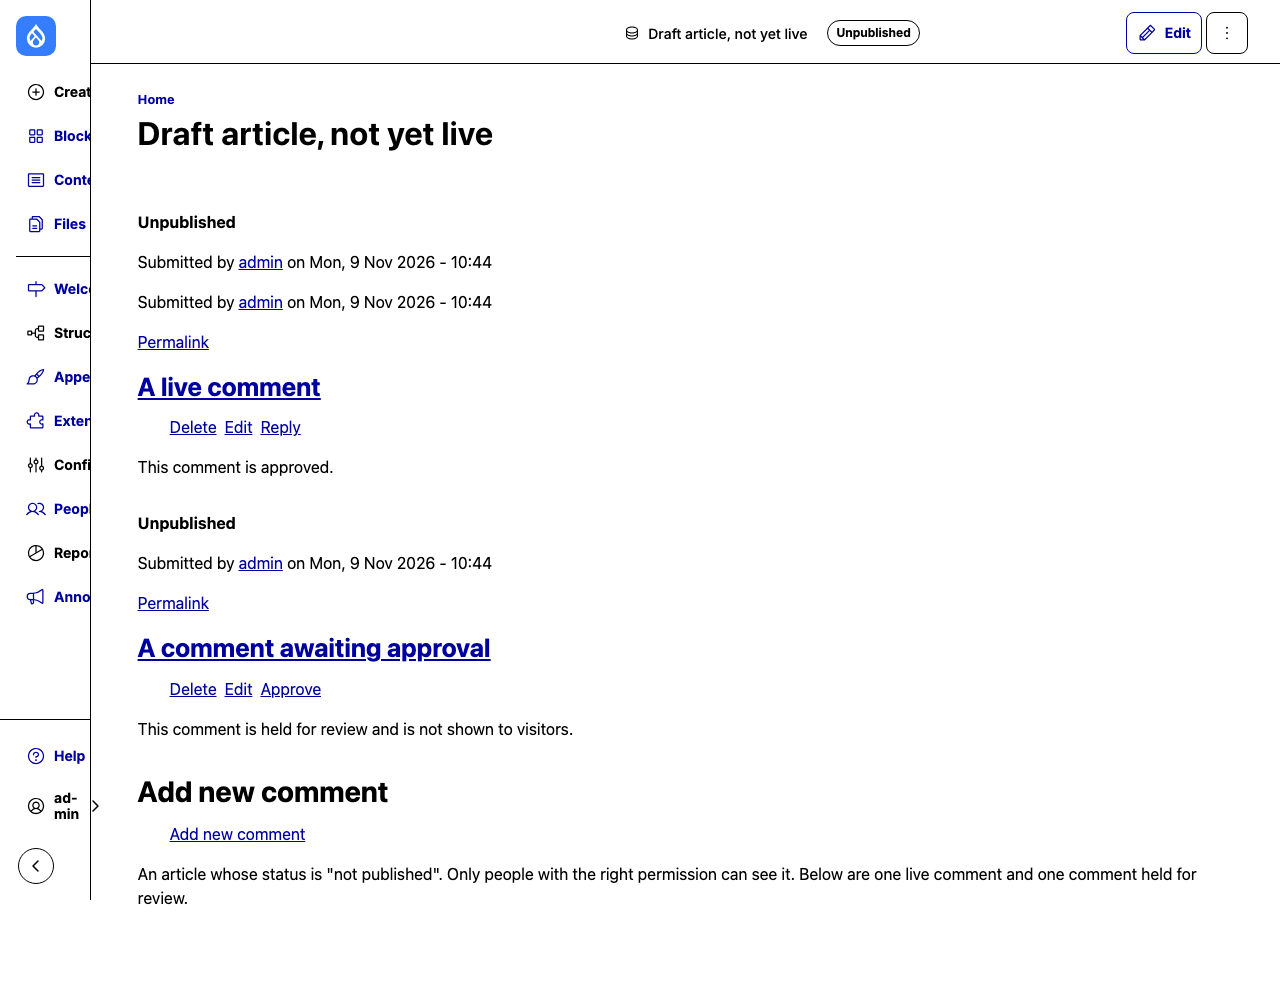 Draft article, not yet live
Unpublished
Edit
Creat
Block
Conte
Files
Welco
Struc
Appe
Exten
Confi
Peopl
Repor
Anno
Help
ad-
min
Home
Draft article, not yet live
Unpublished
Submitted by admin on Mon, 9 Nov 2026 - 10:44
Submitted by admin on Mon, 9 Nov 2026 - 10:44
Permalink
A live comment
Delete Edit Reply
This comment is approved.
Unpublished
Submitted by admin on Mon, 9 Nov 2026 - 10:44
Permalink
A comment awaiting approval
Delete Edit Approve
This comment is held for review and is not shown to visitors.
Add new comment
Add new comment
An article whose status is "not published". Only people with the right permission can see it. Below are one live comment and one comment held for
review.